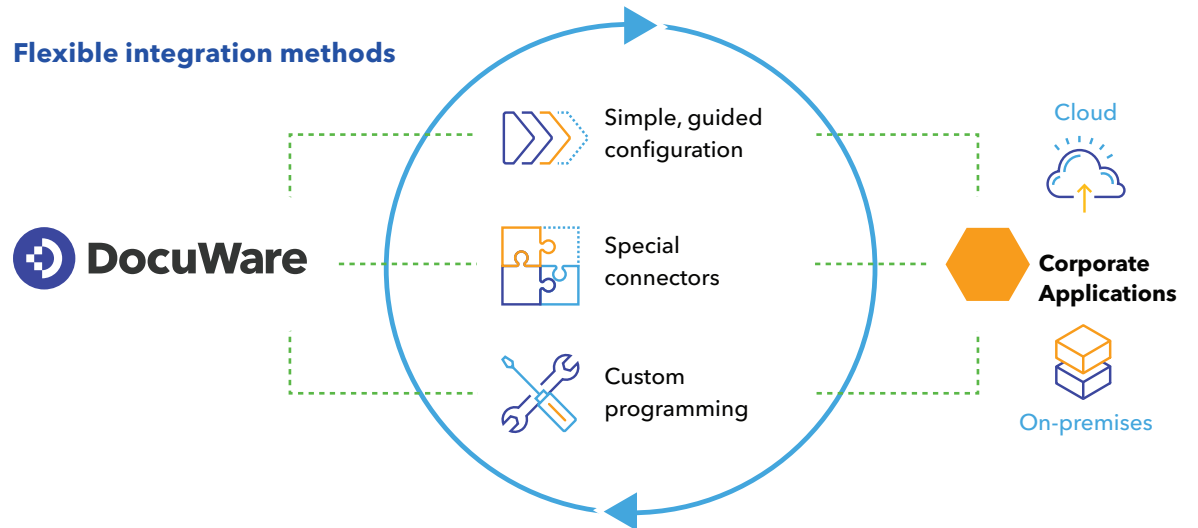 Flexible integration methods
Simple, guided
configuration
Cloud
DocuWare
Special
connectors
Corporate
Applications
Custom
programming
On-premises